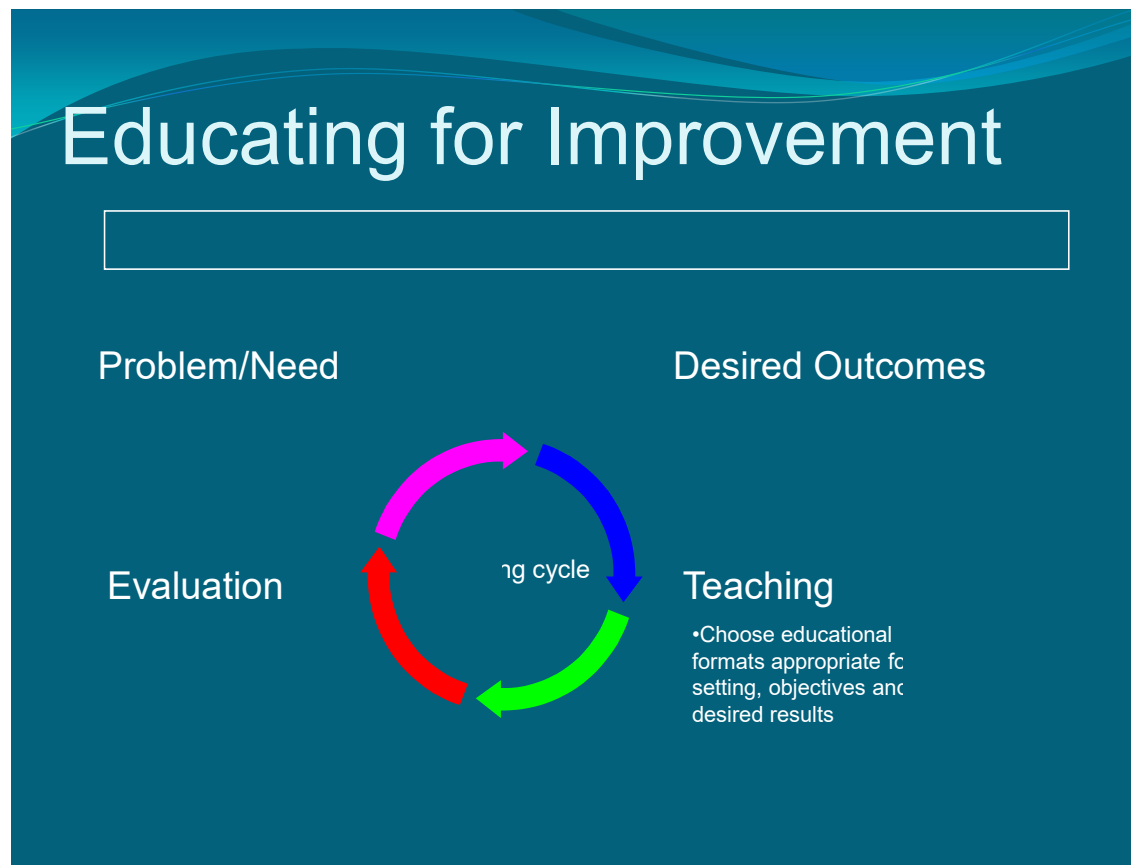 Educating for Improvement
Problem/Need
Desired Outcomes
ng cycle
Evaluation
Teaching
•Choose educational
formats appropriate fo
setting, objectives and
desired results